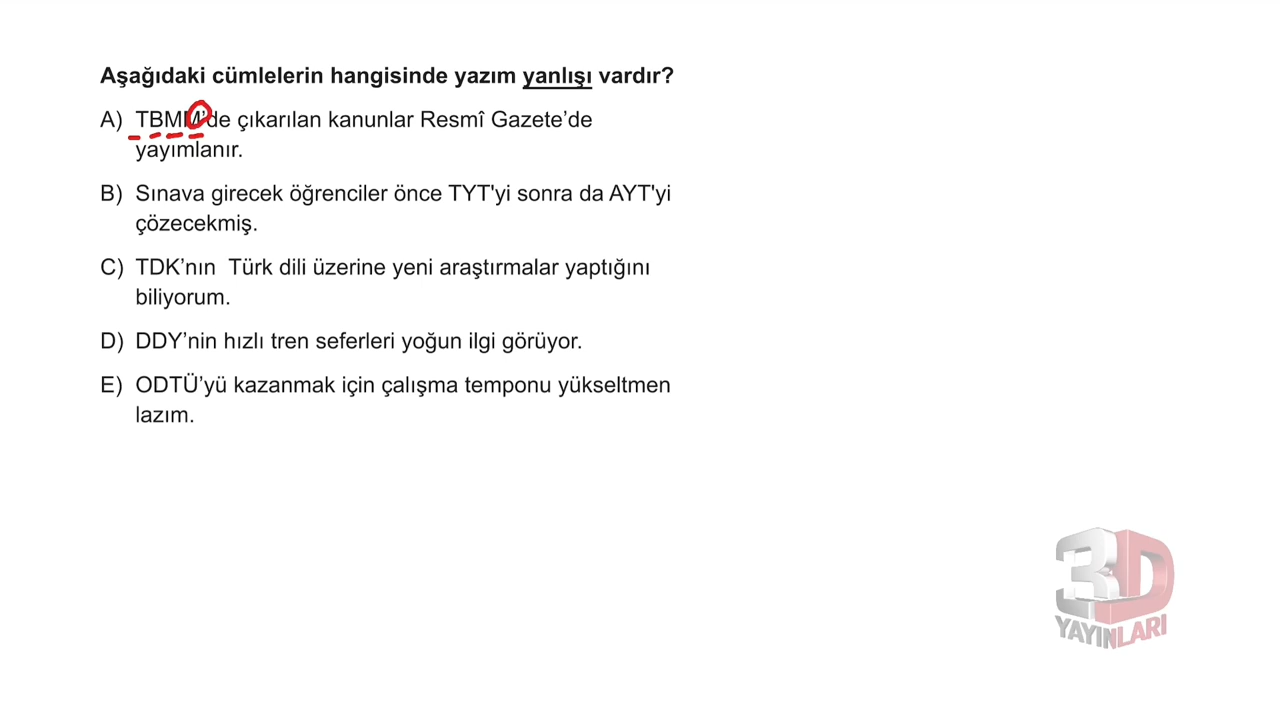 Aşağıdaki cümlelerin hangisinde yazım yanlışı vardır?
A) TBMM’de çıkarılan kanunlar Resmî Gazete’de
yayımlanır.
B) Sınava girecek öğrenciler önce TYT'yi sonra da AYT'yi
çözecekmiş.
C) TDK’nın Türk dili üzerine yeni araştırmalar yaptığını
biliyorum.
D) DDY’nin hızlı tren seferleri yoğun ilgi görüyor.
E) ODTÜ’yü kazanmak için çalışma temponu yükseltmen
lazım.
3D
YAYINLARI